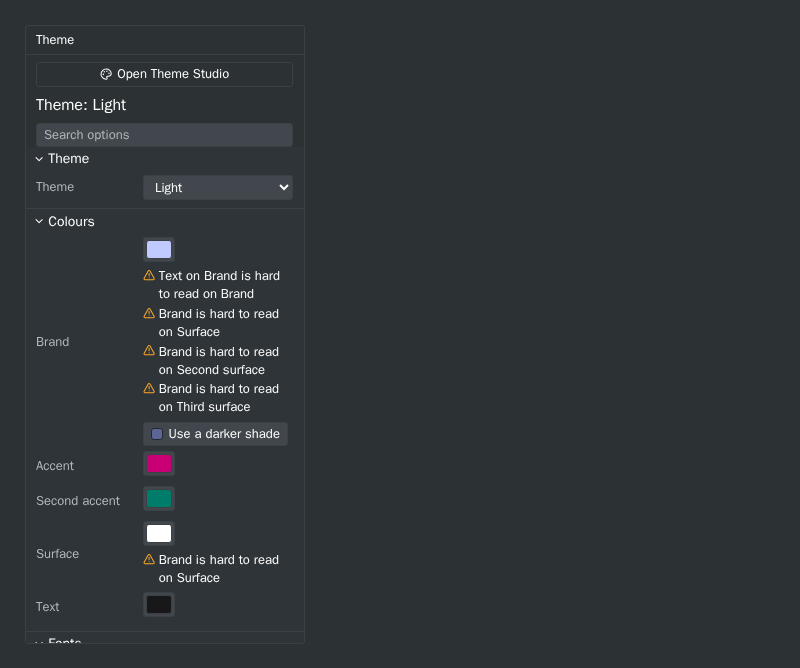 Theme
Open Theme Studio
Theme: Light
Search options
Theme
Theme
Light
Colours
Brand
Text on Brand is hard
to read on Brand
Brand is hard to read
on Surface
Brand is hard to read
on Second surface
Brand is hard to read
on Third surface
Use a darker shade
Accent
Second accent
Surface
Brand is hard to read
on Surface
Text
Fonts